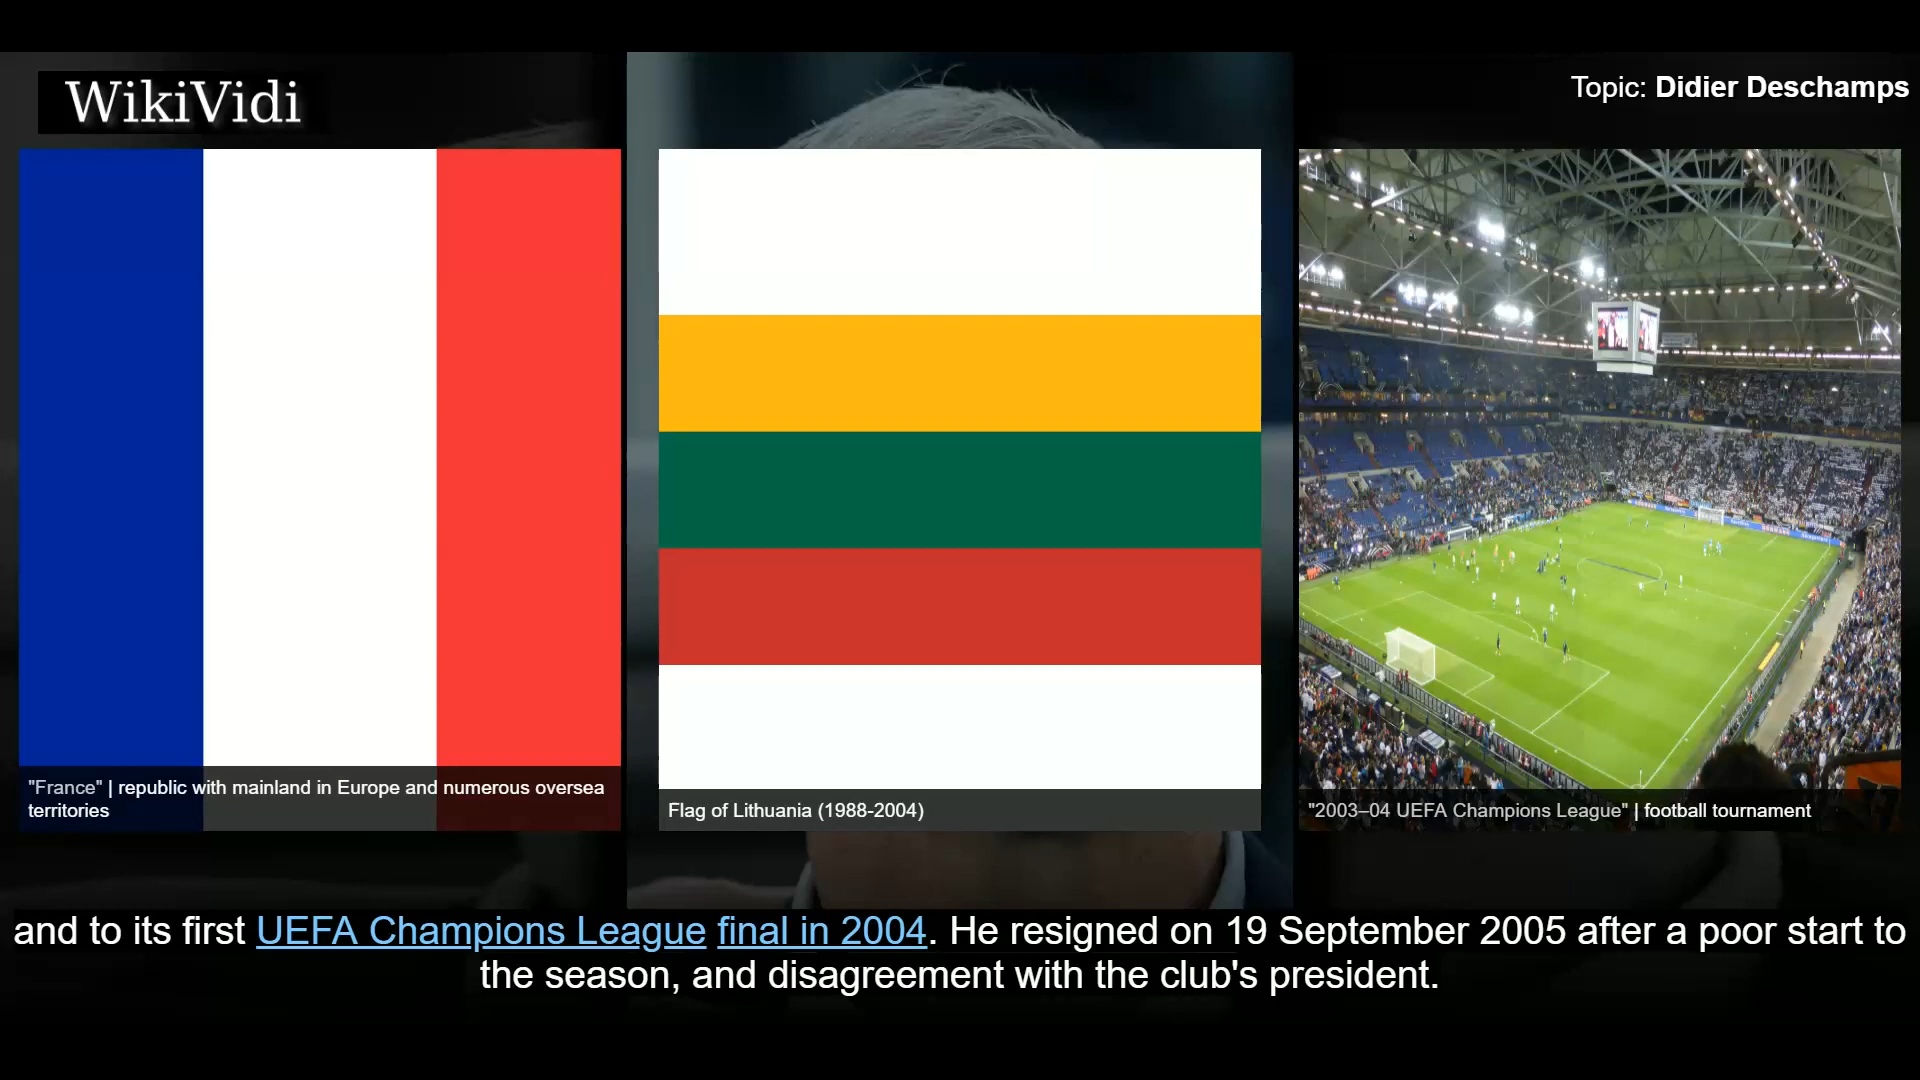 WikiVidi
Topic: Didier Deschamps
"France" | republic with mainland in Europe and numerous oversea
territories
Flag of Lithuania (1988-2004)
"2003–04 UEFA Champions League" | football tournament
and to its first UEFA Champions League final in 2004. He resigned on 19 September 2005 after a poor start to
the season, and disagreement with the club's president.